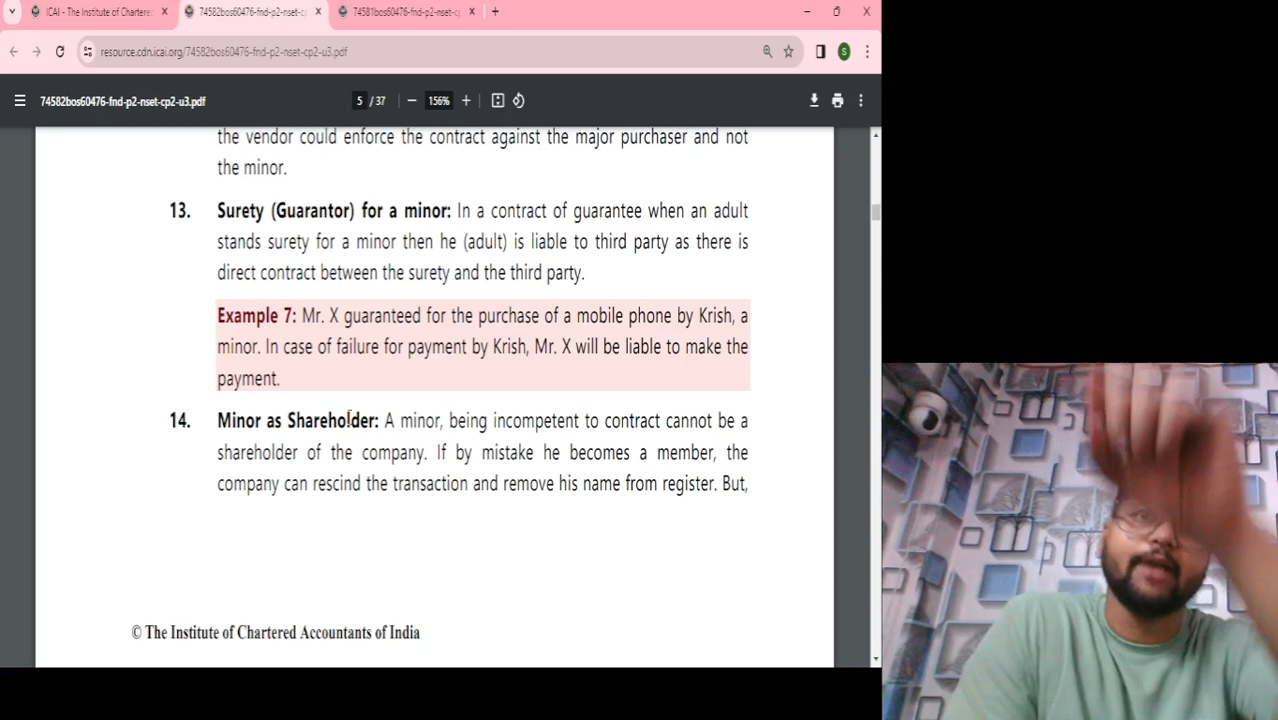 ICAI - The Institute of Chartere
74582bos60476-fnd-p2-nset-cp2
74581bos60476-fnd-p2-nset-cp
resource.cdn.icai.org/74582bos60476-fnd-p2-nset-cp2-u3.pdf
S
74582bos60476-fnd-p2-nset-cp2-u3.pdf
5 / 37
156%
the vendor could enforce the contract against the major purchaser and not
the minor.
13. Surety (Guarantor) for a minor: In a contract of guarantee when an adult
stands surety for a minor then he (adult) is liable to third party as there is
direct contract between the surety and the third party.
Example 7: Mr. X guaranteed for the purchase of a mobile phone by Krish, a
minor. In case of failure for payment by Krish, Mr. X will be liable to make the
payment.
14. Minor as Shareholder: A minor, being incompetent to contract cannot be a
shareholder of the company. If by mistake he becomes a member, the
company can rescind the transaction and remove his name from register. But,
© The Institute of Chartered Accountants of India